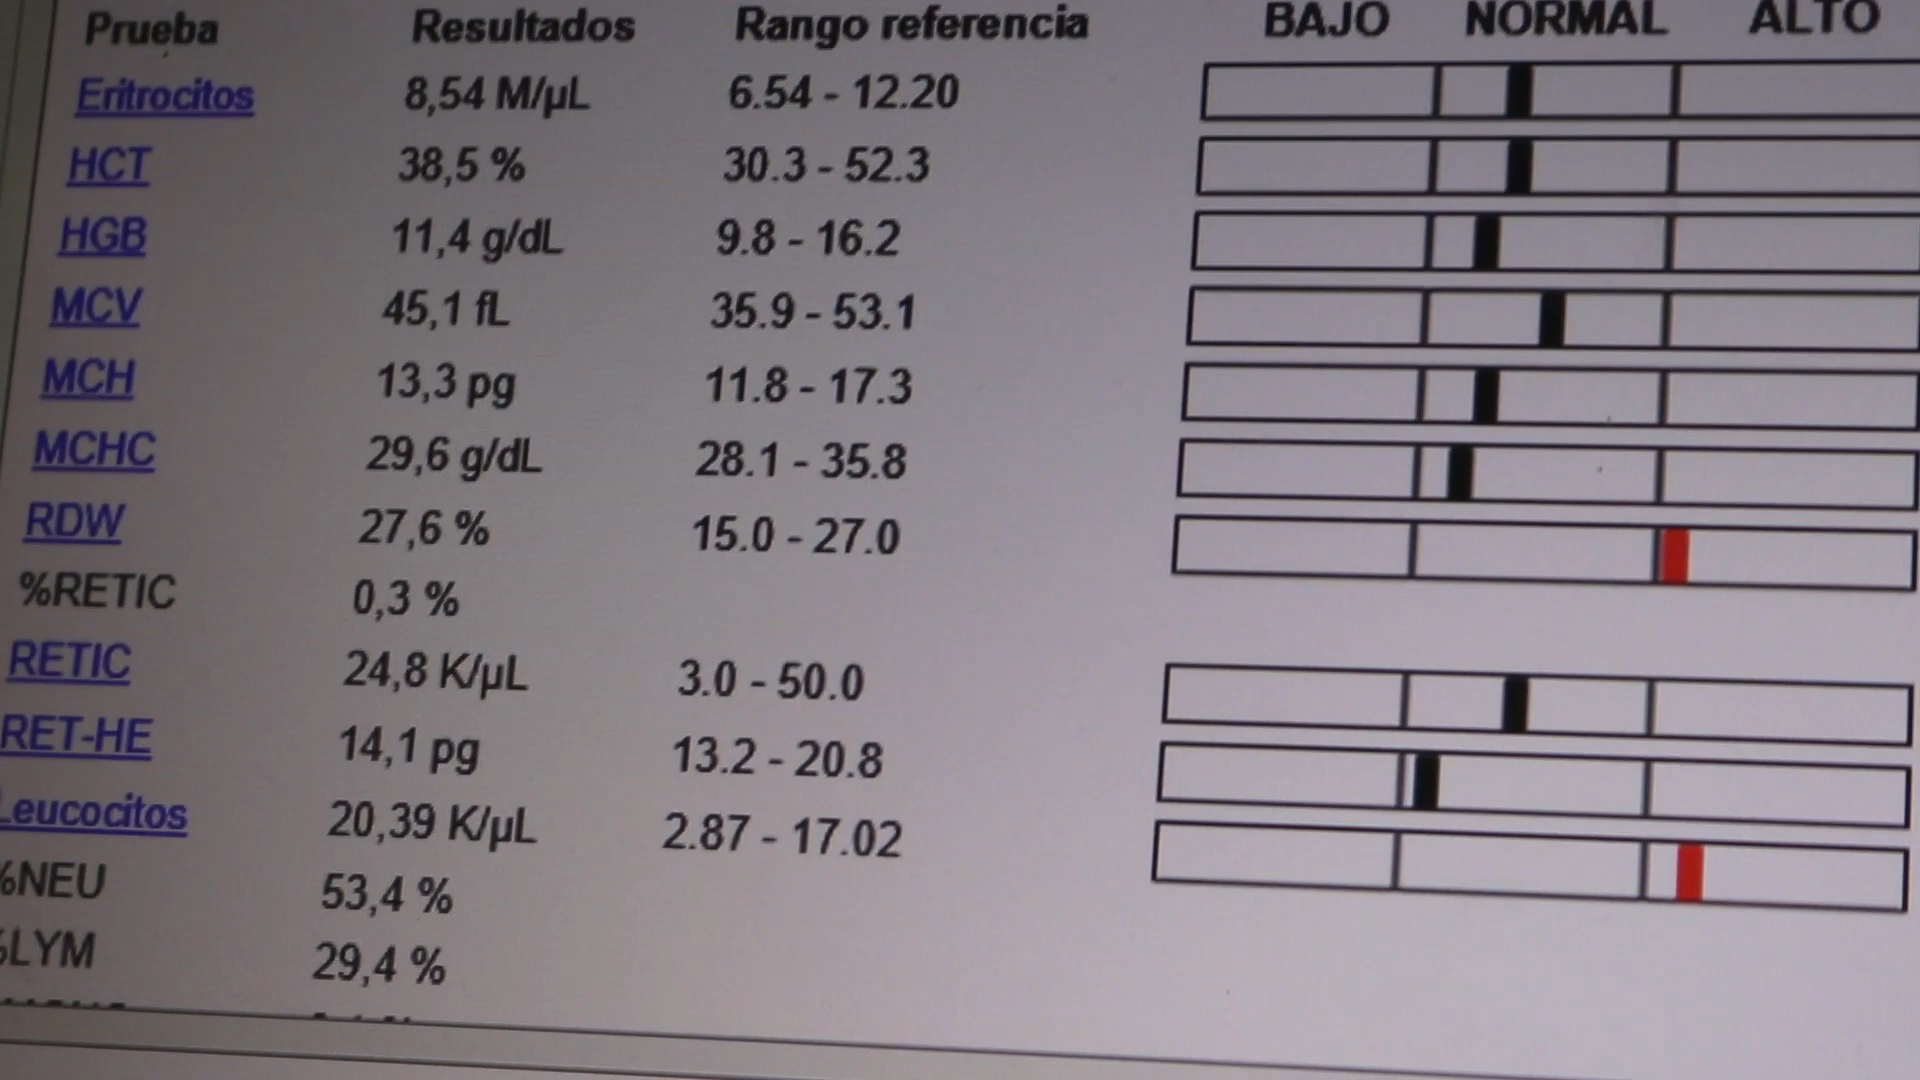 Prueba Resultados Rango referencia BAJO NORMAL ALTO
Eritrocitos 8,54 M/µL 6.54 - 12.20
HCT 38,5 % 30.3 - 52.3
HGB 11,4 g/dL 9.8 - 16.2
MCV 45,1 fL 35.9 - 53.1
MCH 13,3 pg 11.8 - 17.3
MCHC 29,6 g/dL 28.1 - 35.8
RDW 27,6 % 15.0 - 27.0
%RETIC 0,3 %
RETIC 24,8 K/µL 3.0 - 50.0
RET-HE 14,1 pg 13.2 - 20.8
Leucocitos 20,39 K/µL 2.87 - 17.02
%NEU 53,4 %
%LYM 29,4 %